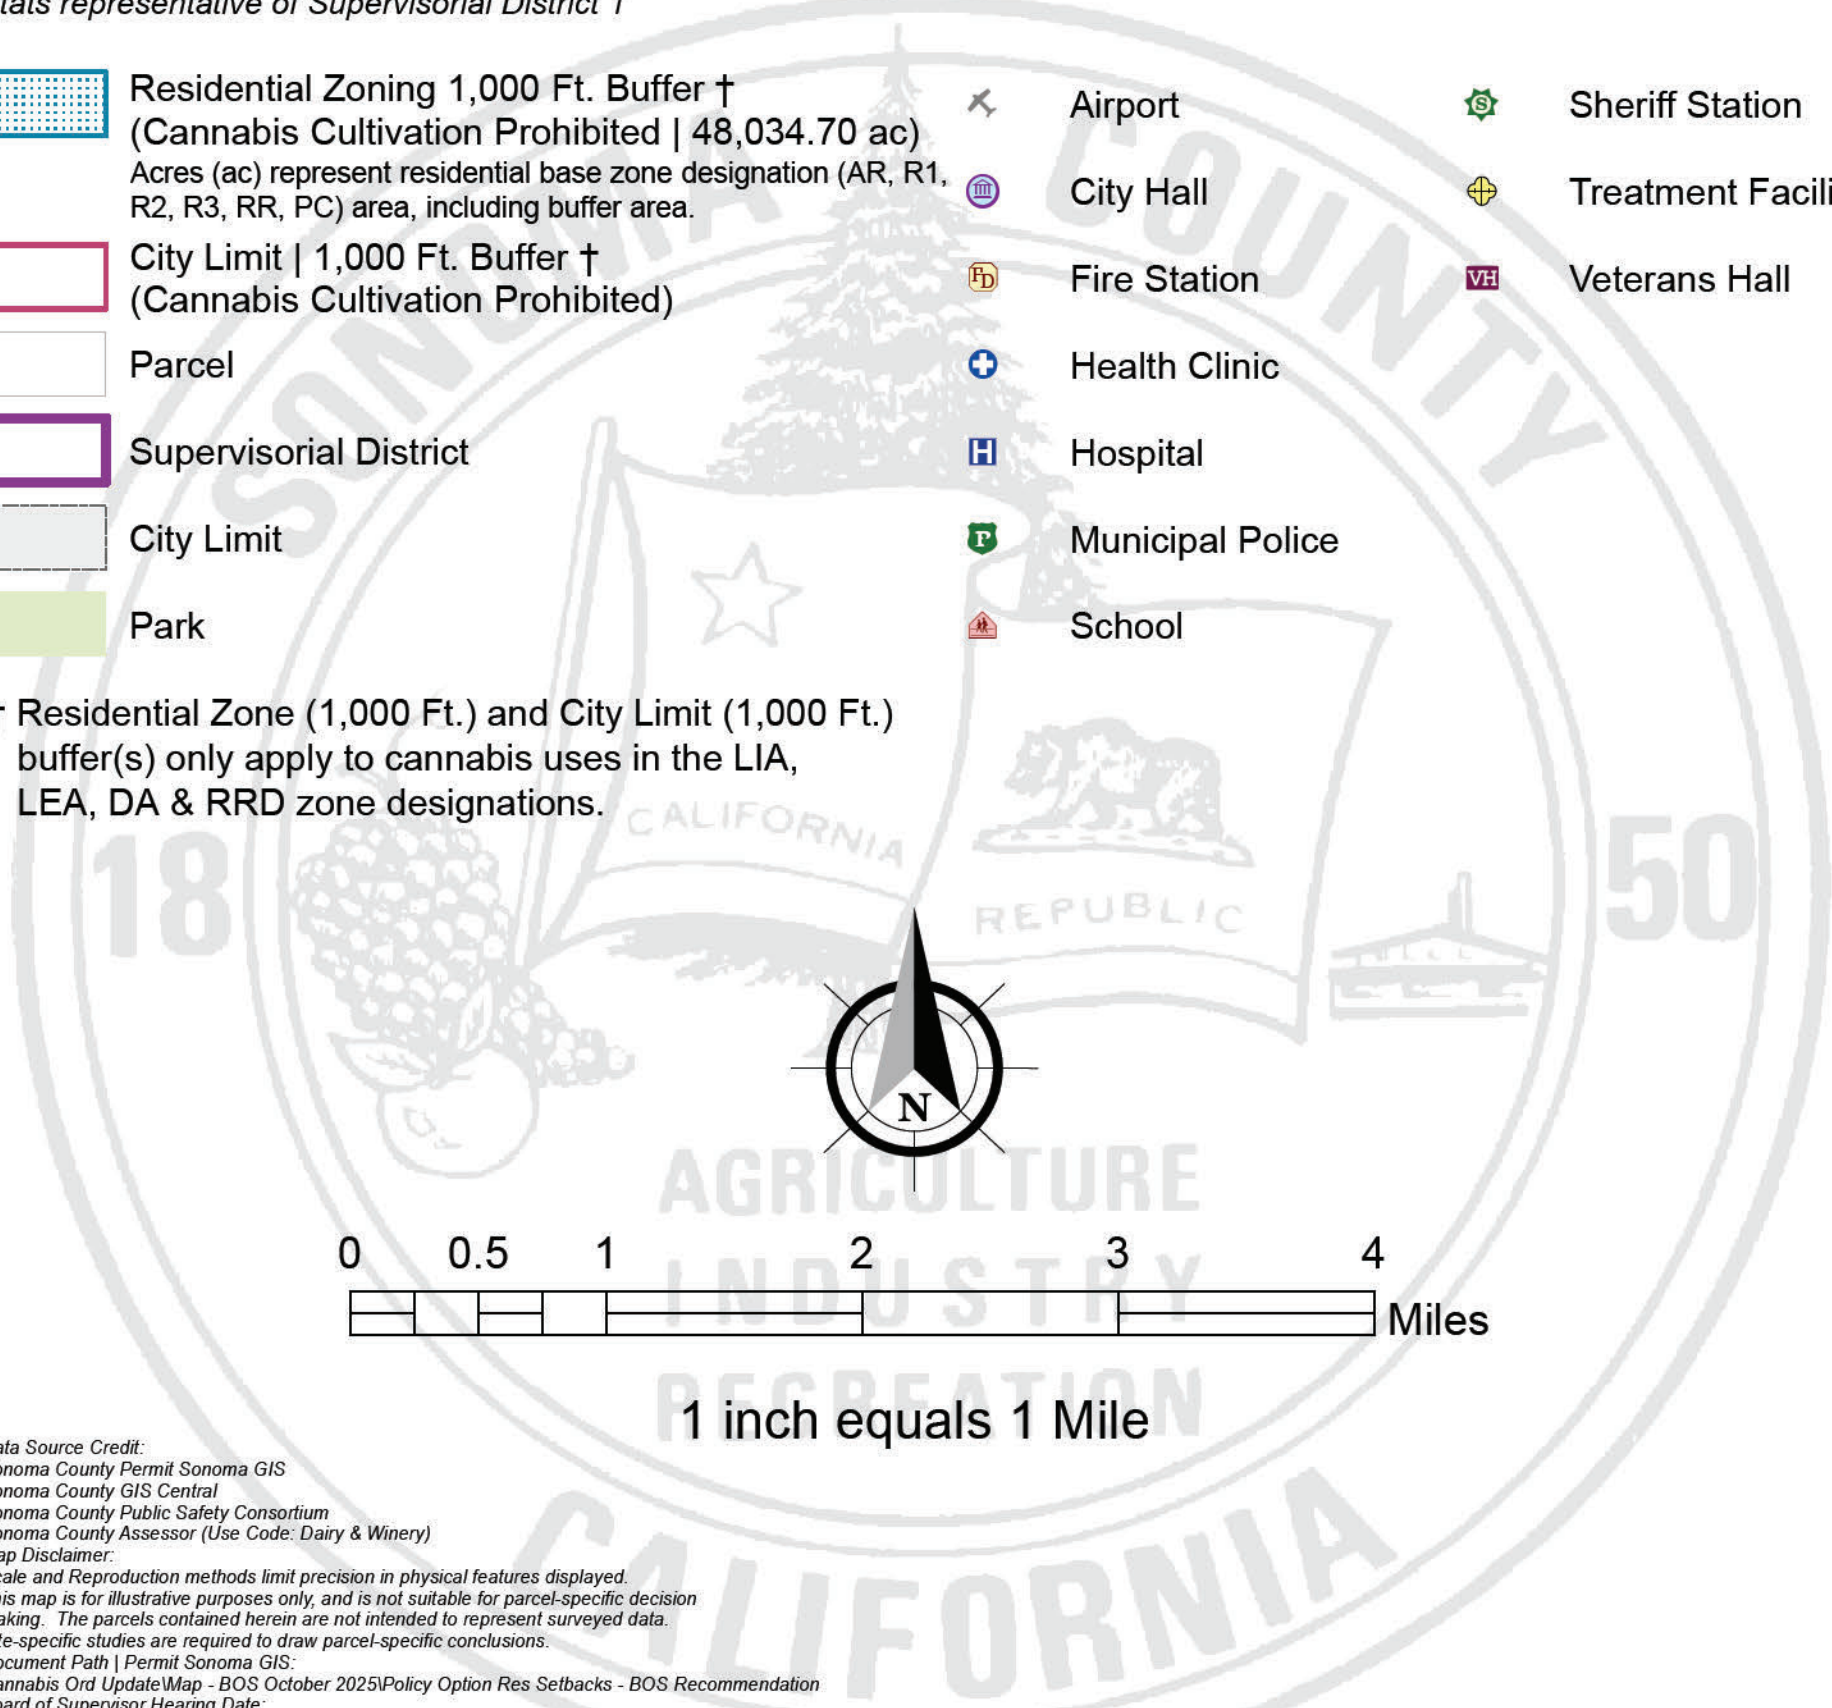 representative of Supervisorial District 1
Residential Zoning 1,000 Ft. Buffer †
(Cannabis Cultivation Prohibited | 48,034.70 ac)
Acres (ac) represent residential base zone designation (AR, R1,
R2, R3, RR, PC) area, including buffer area.
City Limit | 1,000 Ft. Buffer †
(Cannabis Cultivation Prohibited)
Parcel
Supervisorial District
City Limit
Park
Residential Zone (1,000 Ft.) and City Limit (1,000 Ft.)
buffer(s) only apply to cannabis uses in the LIA,
LEA, DA & RRD zone designations.
Airport
City Hall
FD Fire Station
Health Clinic
H Hospital
P Municipal Police
School
S Sheriff Station
Treatment Facili
VH Veterans Hall
SONOMA COUNTY
CALIFORNIA
REPUBLIC
18 50
N
AGRICULTURE
INDUSTRY
RECREATION
CALIFORNIA
0 0.5 1 2 3 4
Miles
1 inch equals 1 Mile
ata Source Credit:
onoma County Permit Sonoma GIS
onoma County GIS Central
onoma County Public Safety Consortium
onoma County Assessor (Use Code: Dairy & Winery)
ap Disclaimer:
cale and Reproduction methods limit precision in physical features displayed.
his map is for illustrative purposes only, and is not suitable for parcel-specific decision
aking. The parcels contained herein are not intended to represent surveyed data.
te-specific studies are required to draw parcel-specific conclusions.
ocument Path | Permit Sonoma GIS:
annabis Ord Update\Map - BOS October 2025\Policy Option Res Setbacks - BOS Recommendation
oard of Supervisor Hearing Date: